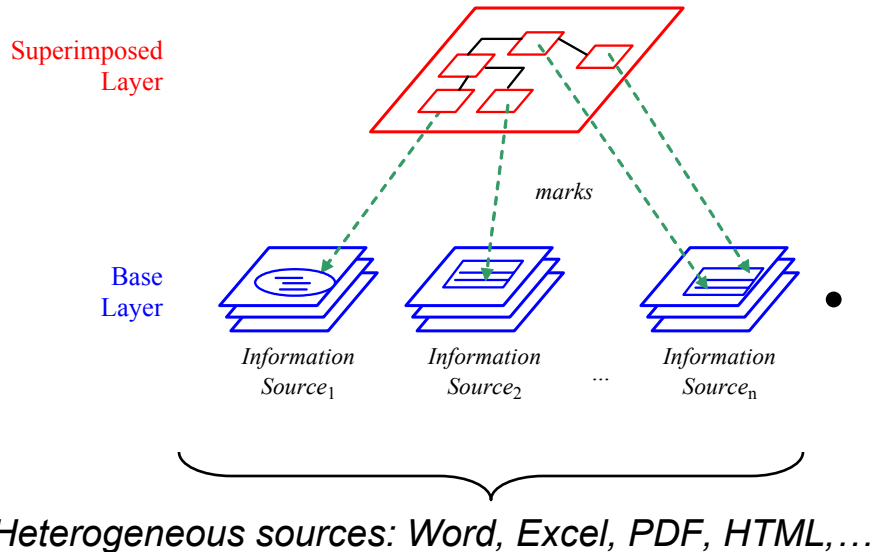 Superimposed
Layer
marks
Base
Layer
Information
Source1
Information
Source2
...
Information
Sourcen
Heterogeneous sources: Word, Excel, PDF, HTML,…